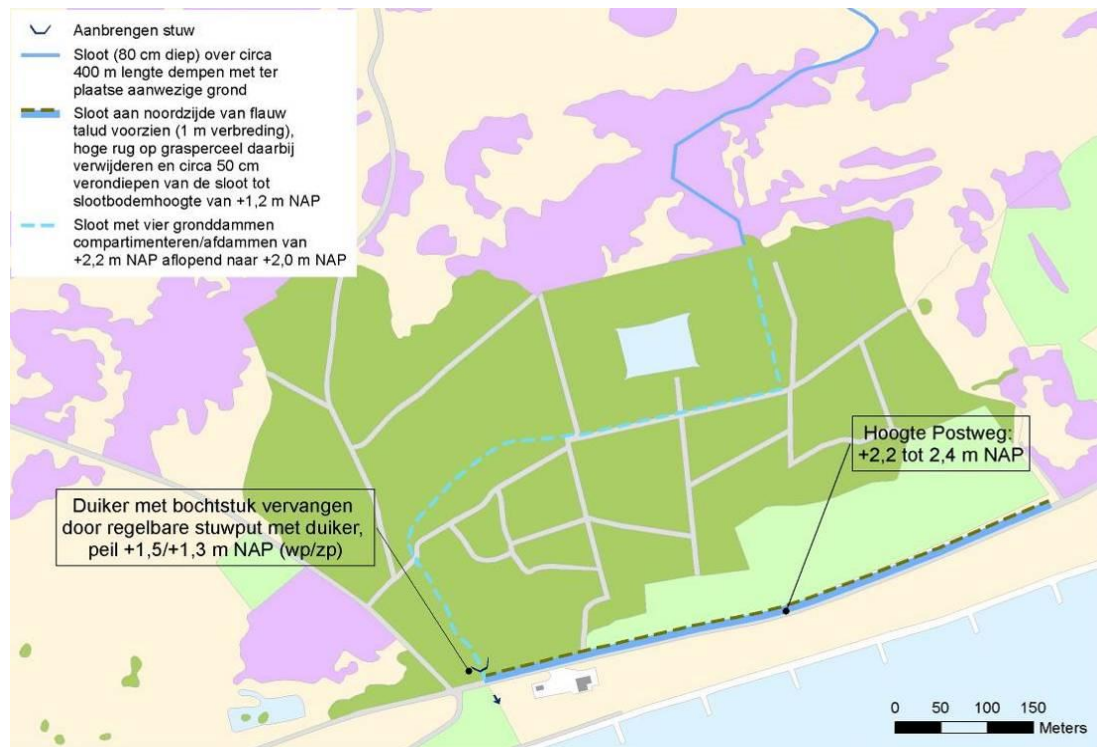 Aanbrengen stuw
Sloot (80 cm diep) over circa
400 m lengte dempen met ter
plaatse aanwezige grond
Sloot aan noordzijde van flauw
talud voorzien (1 m verbreding),
hoge rug op grasperceel daarbij
verwijderen en circa 50 cm
verondiepen van de sloot tot
slootbodemhoogte van +1,2 m NAP
Sloot met vier gronddammen
compartimenteren/afdammen van
+2,2 m NAP aflopend naar +2,0 m NAP
Hoogte Postweg:
+2,2 tot 2,4 m NAP
Duiker met bochtstuk vervangen
door regelbare stuwput met duiker,
peil +1,5/+1,3 m NAP (wp/zp)
0 50 100 150
Meters